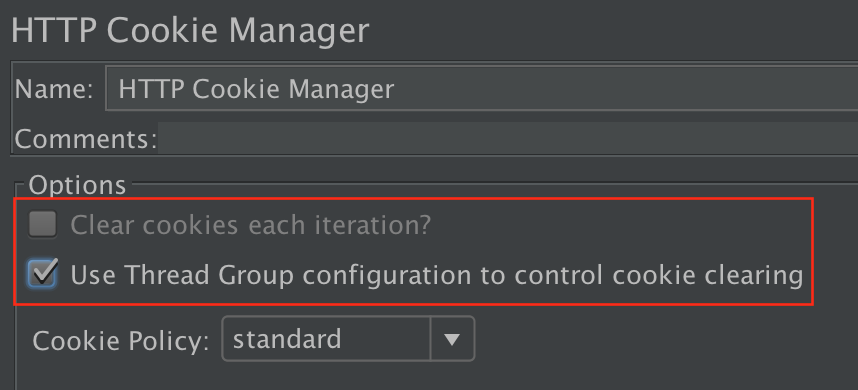 HTTP Cookie Manager
Name: HTTP Cookie Manager
Comments:
Options
Clear cookies each iteration?
Use Thread Group configuration to control cookie clearing
Cookie Policy: standard